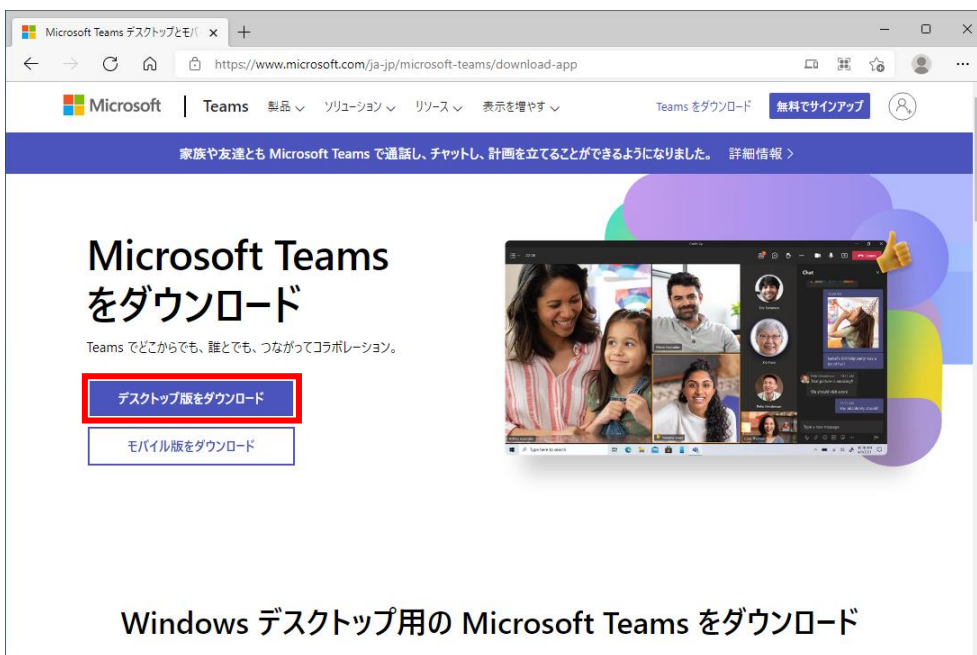 Microsoft Teams デスクトップとモバ
https://www.microsoft.com/ja-jp/microsoft-teams/download-app
Microsoft Teams 製品 ソリューション リソース 表示を増やす Teams をダウンロード 無料でサインアップ
家族や友達とも Microsoft Teams で通話し、チャットし、計画を立てることができるようになりました。 詳細情報 >
Microsoft Teams
をダウンロード
Teams でどこからでも、誰とでも、つながってコラボレーション。
デスクトップ版をダウンロード
モバイル版をダウンロード
Chat
Type a new message
Type here to search
Windows デスクトップ用の Microsoft Teams をダウンロード